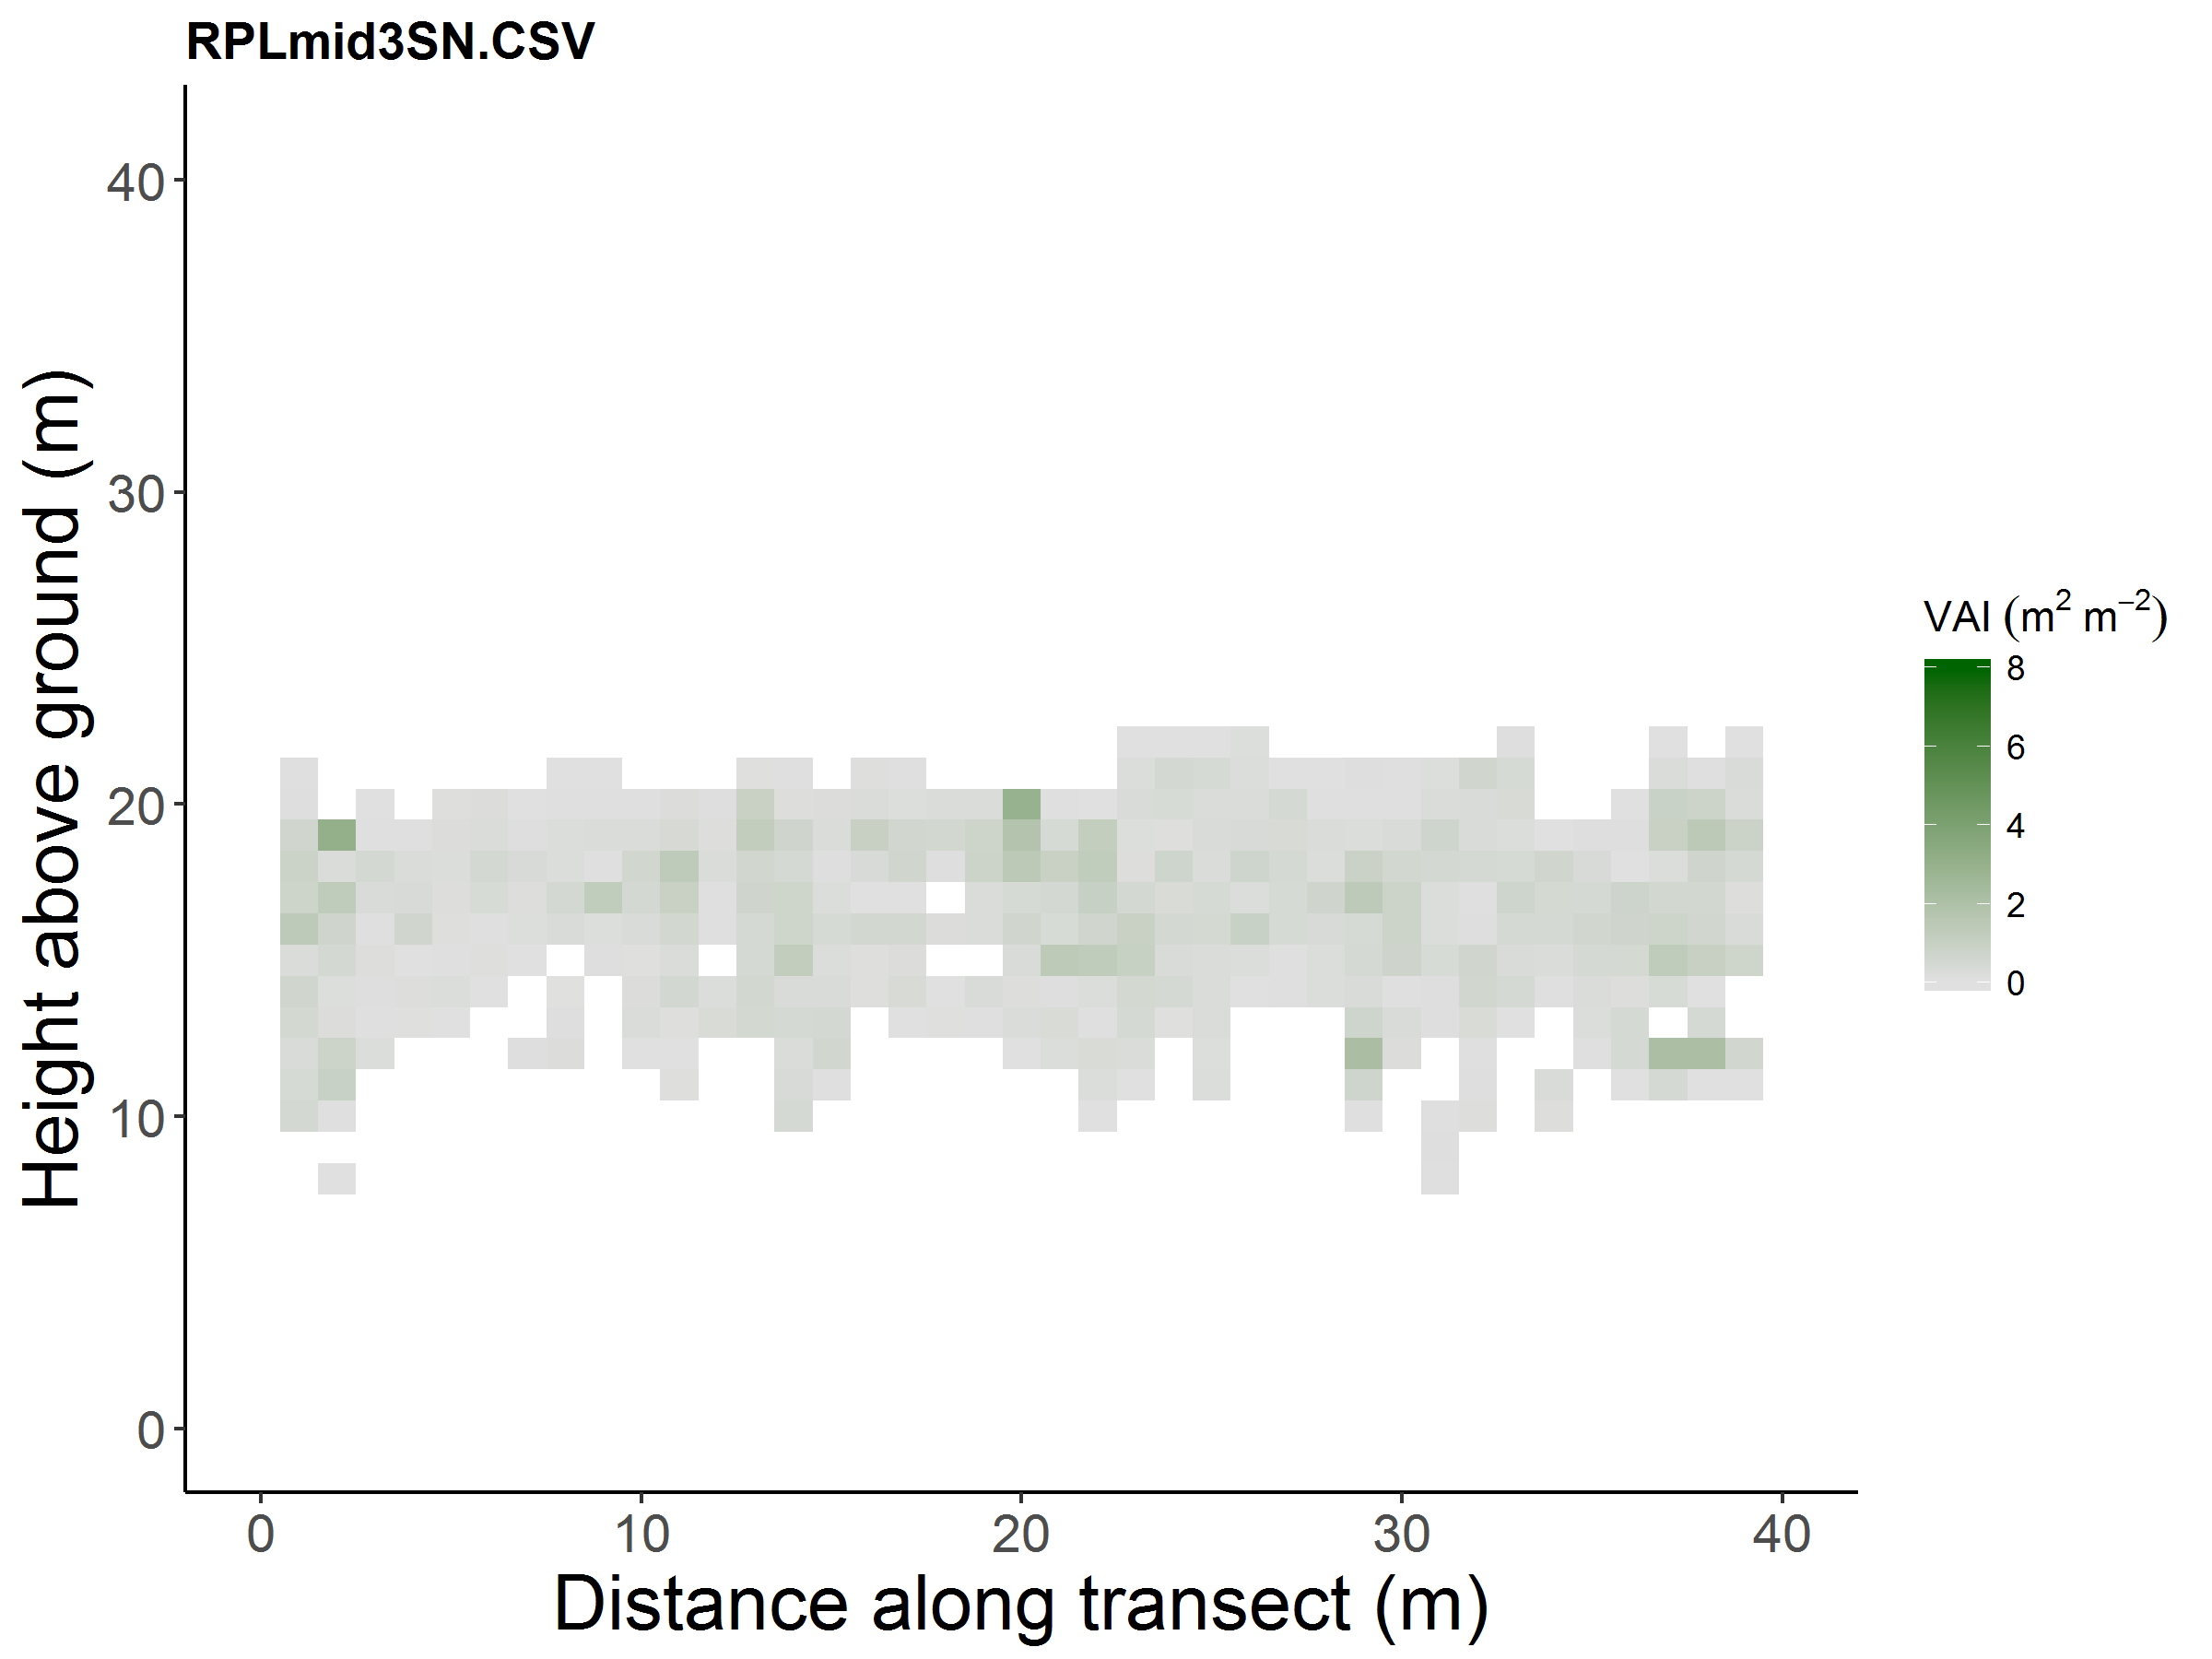 RPLmid3SN.CSV
Height above ground (m)
40
30
20
10
0
0 10 20 30 40
Distance along transect (m)
VAI (m² m⁻²)
8
6
4
2
0